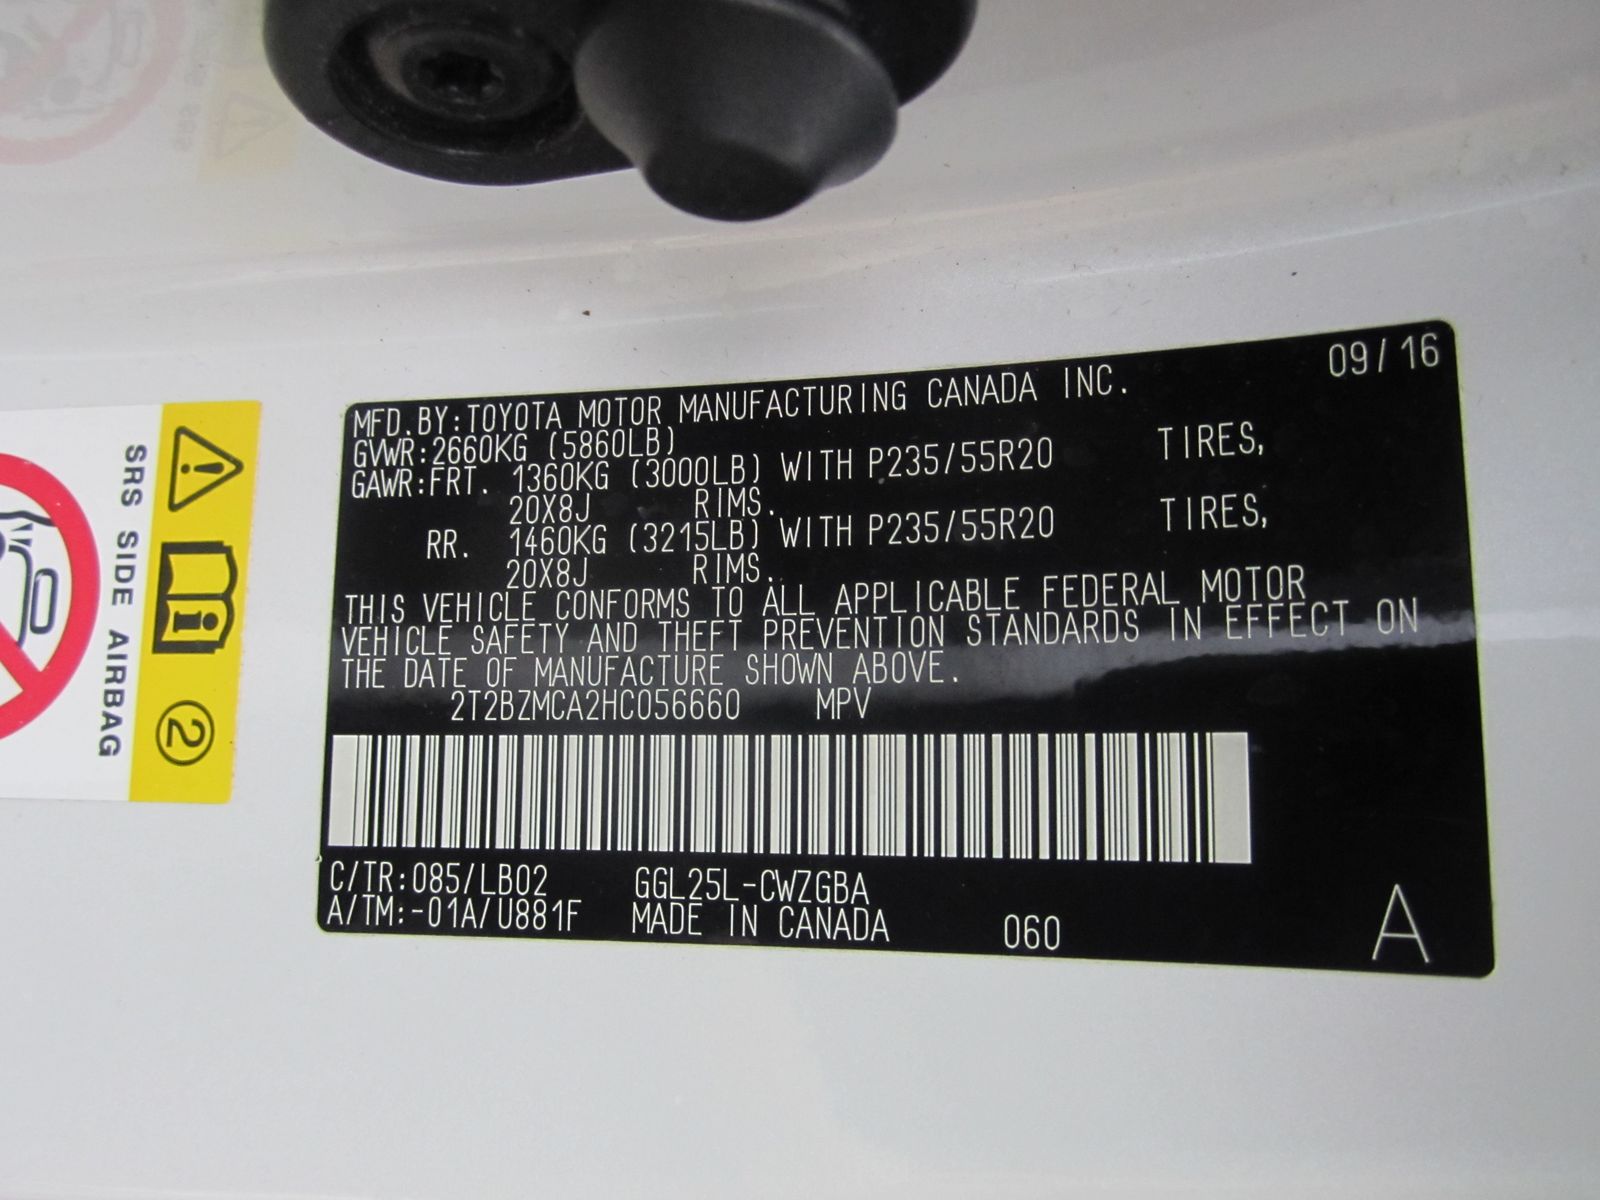 09/16
MFD.BY:TOYOTA MOTOR MANUFACTURING CANADA INC.
GVWR:2660KG (5860LB)
GAWR:FRT. 1360KG (3000LB) WITH P235/55R20 TIRES,
20X8J RIMS.
RR. 1460KG (3215LB) WITH P235/55R20 TIRES,
20X8J RIMS.
THIS VEHICLE CONFORMS TO ALL APPLICABLE FEDERAL MOTOR
VEHICLE SAFETY AND THEFT PREVENTION STANDARDS IN EFFECT ON
THE DATE OF MANUFACTURE SHOWN ABOVE.
2T2BZMCA2HC056660 MPV
C/TR:085/LB02 GGL25L-CWZGBA
A/TM:-01A/U881F MADE IN CANADA 060 A
SRS SIDE AIRBAG
2